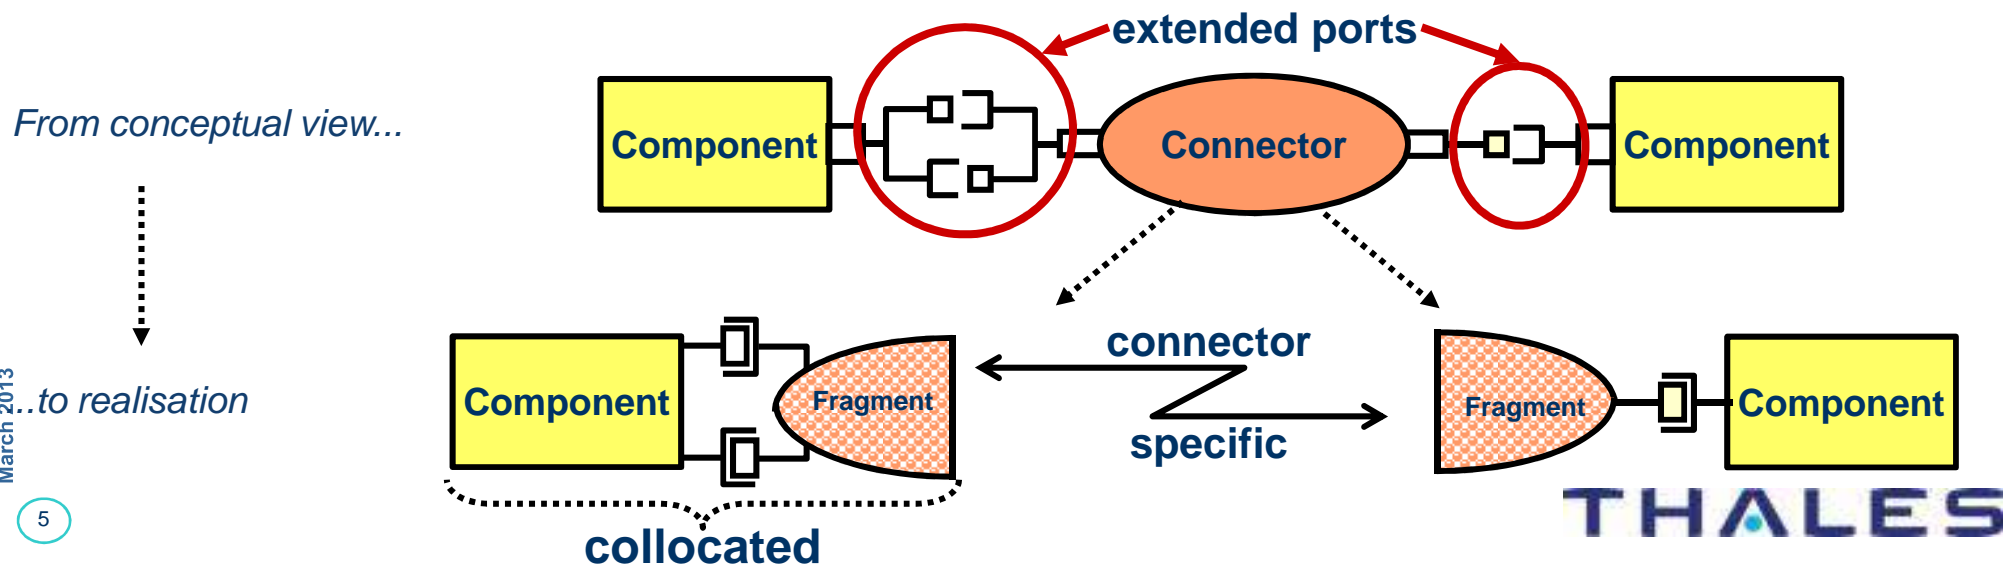 extended ports
From conceptual view...
Component
Connector
Component
connector
...to realisation
Component
Fragment
Fragment
Component
specific
March 2013
5
collocated
THALES